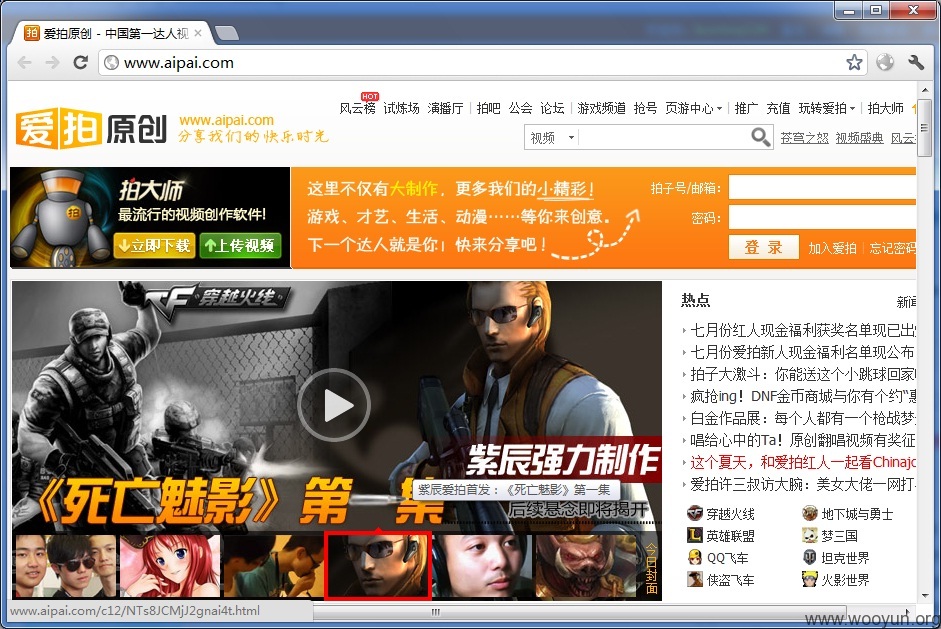 爱拍原创 - 中国第一达人视
www.aipai.com
爱拍原创
www.aipai.com
分享我们的快乐时光
HOT
风云榜 试炼场 演播厅 拍吧 公会 论坛 游戏频道 抢号 页游中心 推广 充值 玩转爱拍 拍大师
视频
苍穹之怒 视频盛典 风云
拍大师
最流行的视频创作软件!
立即下载 上传视频
这里不仅有大制作，更多我们的小精彩！
游戏、才艺、生活、动漫……等你来创意。
下一个达人就是你！快来分享吧！
拍子号/邮箱:
密码:
登 录 加入爱拍 忘记密码
CF 穿越火线
紫辰强力制作
《死亡魅影》第一集
紫辰爱拍首发：《死亡魅影》第一集
后续悬念即将揭开
今日封面
热点 新闻
七月份红人现金福利获奖名单现已出
七月份爱拍新人现金福利名单公布
拍子大激斗：你能送这个小跳球回家
疯抢ing！DNF金币商城与你有个约“
白金作品展：每个人都有一个枪战梦
唱给心中的Ta！原创翻唱视频有奖征
这个夏天，和爱拍红人一起看Chinajo
爱拍许三叔访大腕：美女大佬一网打
穿越火线 地下城与勇士
英雄联盟 梦三国
QQ飞车 坦克世界
侠盗飞车 火影世界
www.aipai.com/c12/NTs8JCMjJ2gnai4t.html
www.wooyun.org